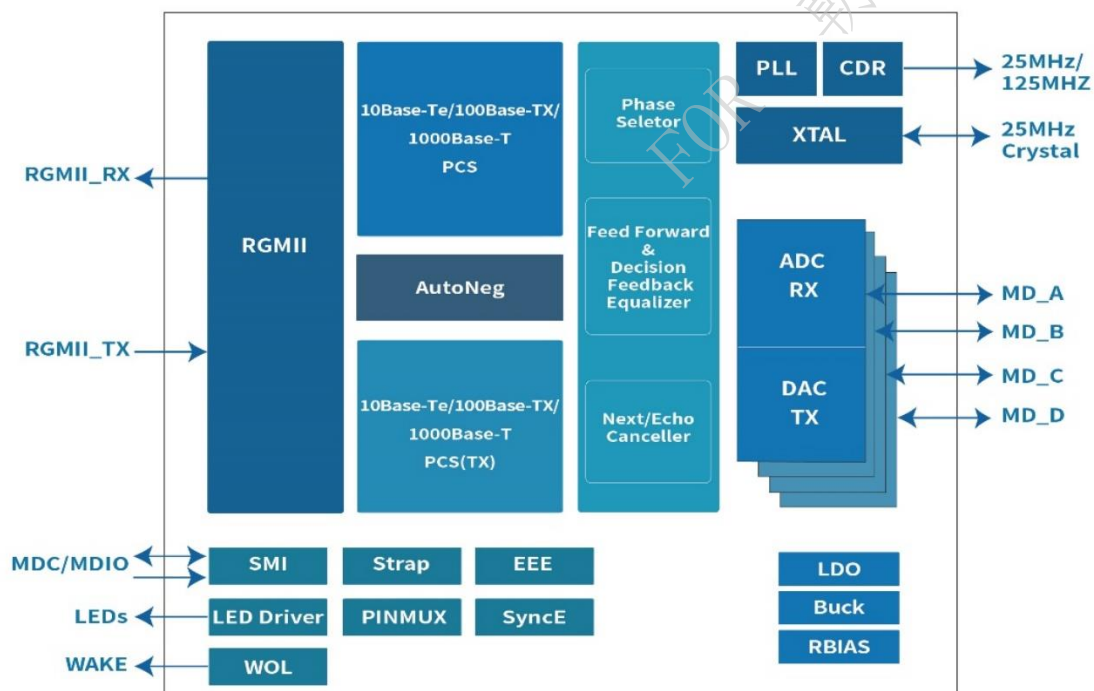 RGMII_RX
RGMII_TX
MDC/MDIO
LEDs
WAKE
RGMII
10Base-Te/100Base-TX/
1000Base-T
PCS
AutoNeg
10Base-Te/100Base-TX/
1000Base-T
PCS(TX)
Phase
Seletor
Feed Forward
&
Decision
Feedback
Equalizer
Next/Echo
Canceller
PLL
CDR
25MHz/
125MHZ
XTAL
25MHz
Crystal
ADC
RX
DAC
TX
MD_A
MD_B
MD_C
MD_D
SMI
Strap
EEE
LED Driver
PINMUX
SyncE
WOL
LDO
Buck
RBIAS
FOR